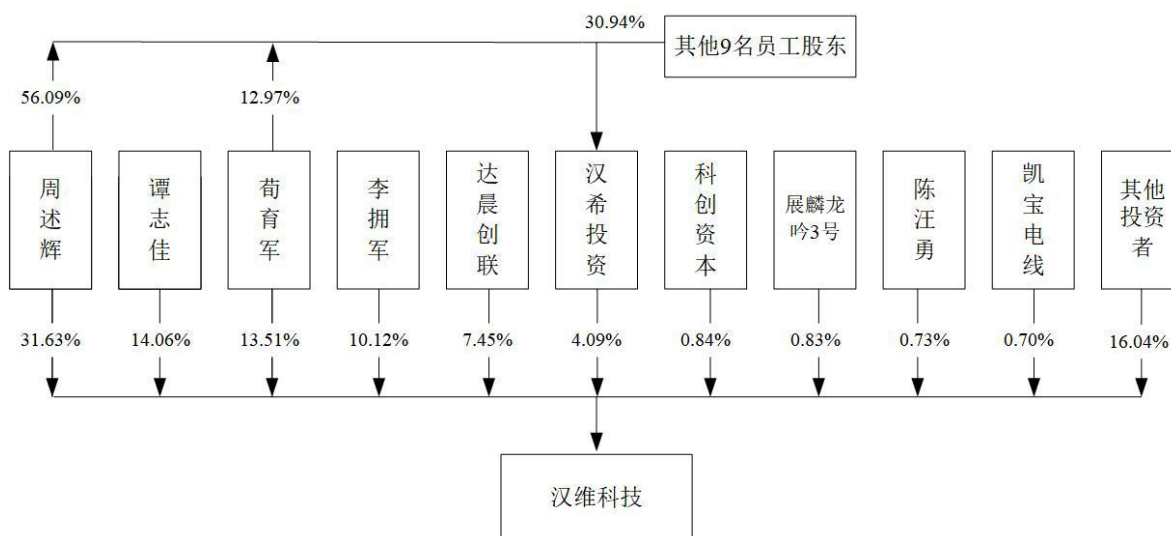 30.94%
其他9名员工股东
56.09%
12.97%
周述辉
谭志佳
荀育军
李拥军
达晨创联
汉希投资
科创资本
展麟龙
吟3号
陈汪勇
凯宝电线
其他
投资
者
31.63%
14.06%
13.51%
10.12%
7.45%
4.09%
0.84%
0.83%
0.73%
0.70%
16.04%
汉维科技